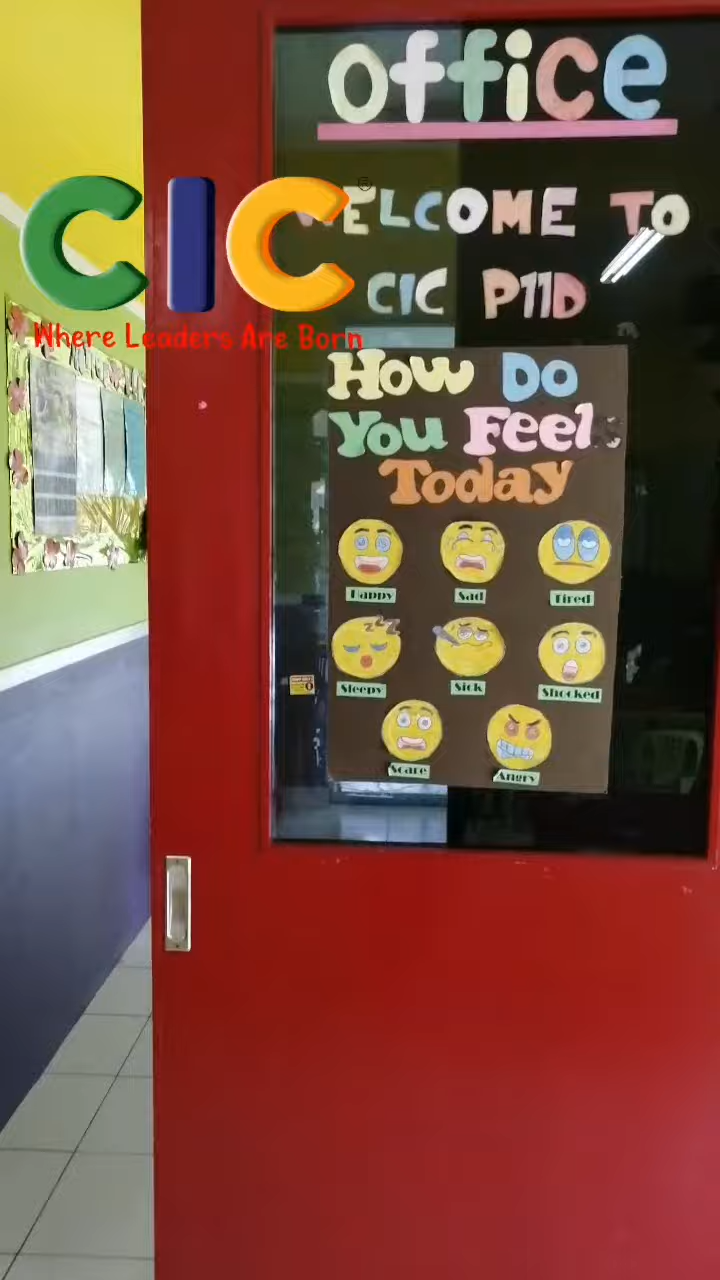 Office
WELCOME TO
CIC P11D
CIC
Where Leaders Are Born
How Do
You Feel
Today
Happy
Sad
Tired
Sleepy
Sick
Shocked
Scare
Angry